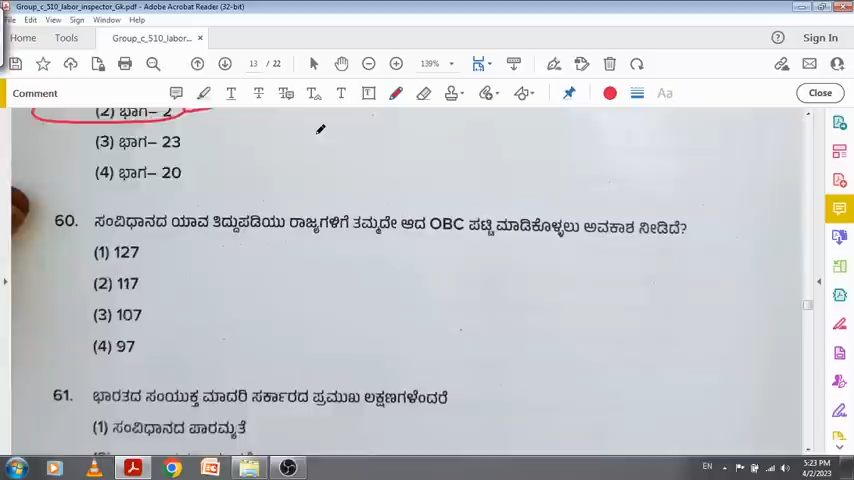 Group_c_510_labor_inspector_Gk.pdf - Adobe Acrobat Reader (32-bit)
File Edit View Sign Window Help
Home Tools Group_c_510_labor... × Sign In
13 / 22 139%
Comment Aa Close
(2) ಭಾಗ– 2
(3) ಭಾಗ– 23
(4) ಭಾಗ– 20
60. ಸಂವಿಧಾನದ ಯಾವ ತಿದ್ದುಪಡಿಯು ರಾಜ್ಯಗಳಿಗೆ ತಮ್ಮದೇ ಆದ OBC ಪಟ್ಟಿ ಮಾಡಿಕೊಳ್ಳಲು ಅವಕಾಶ ನೀಡಿದೆ?
(1) 127
(2) 117
(3) 107
(4) 97
61. ಭಾರತದ ಸಂಯುಕ್ತ ಮಾದರಿ ಸರ್ಕಾರದ ಪ್ರಮುಖ ಲಕ್ಷಣಗಳೆಂದರೆ
(1) ಸಂವಿಧಾನದ ಪಾರಮ್ಯತೆ
EN 5:23 PM
4/2/2023